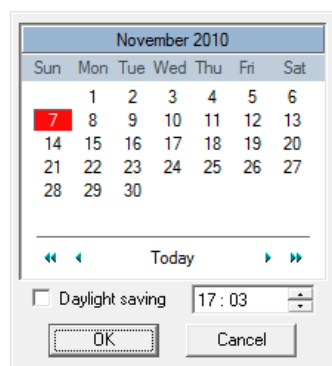 November 2010
Sun Mon Tue Wed Thu Fri Sat
1 2 3 4 5 6
7 8 9 10 11 12 13
14 15 16 17 18 19 20
21 22 23 24 25 26 27
28 29 30
Today
Daylight saving 17 : 03
OK Cancel